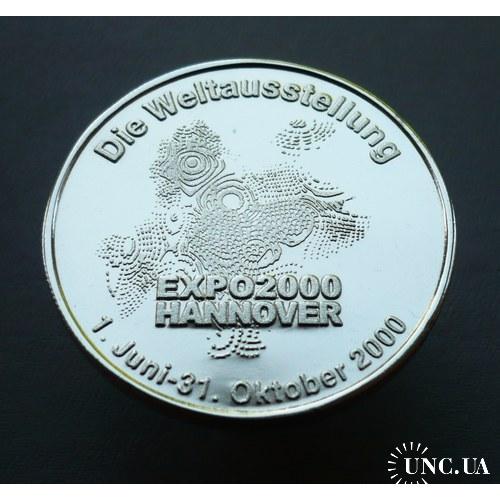 Die Weltausstellung
EXPO2000
HANNOVER
1. Juni-31. Oktober 2000
UNC.UA